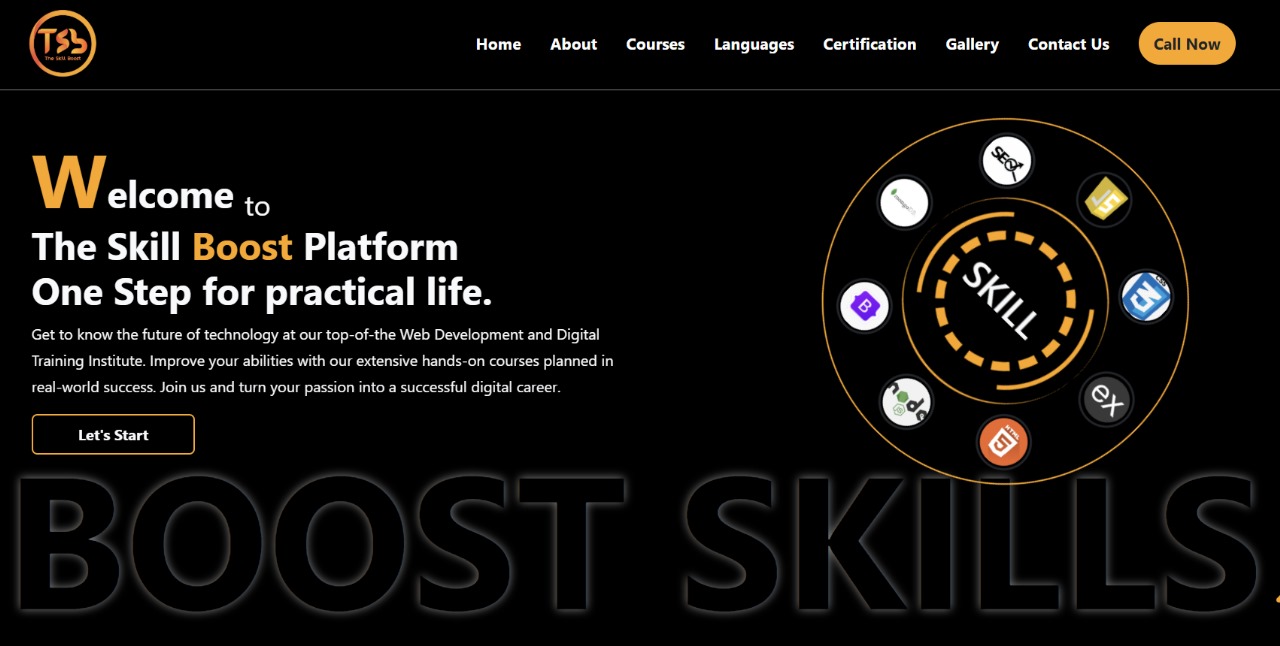 TSb
The Skill Boost
Home
About
Courses
Languages
Certification
Gallery
Contact Us
Call Now
Welcome to
The Skill Boost Platform
One Step for practical life.
Get to know the future of technology at our top-of-the Web Development and Digital
Training Institute. Improve your abilities with our extensive hands-on courses planned in
real-world success. Join us and turn your passion into a successful digital career.
Let's Start
SEO
JS
CSS
3
ex
HTML
5
node
JS
B
SKILL
BOOST SKILLS